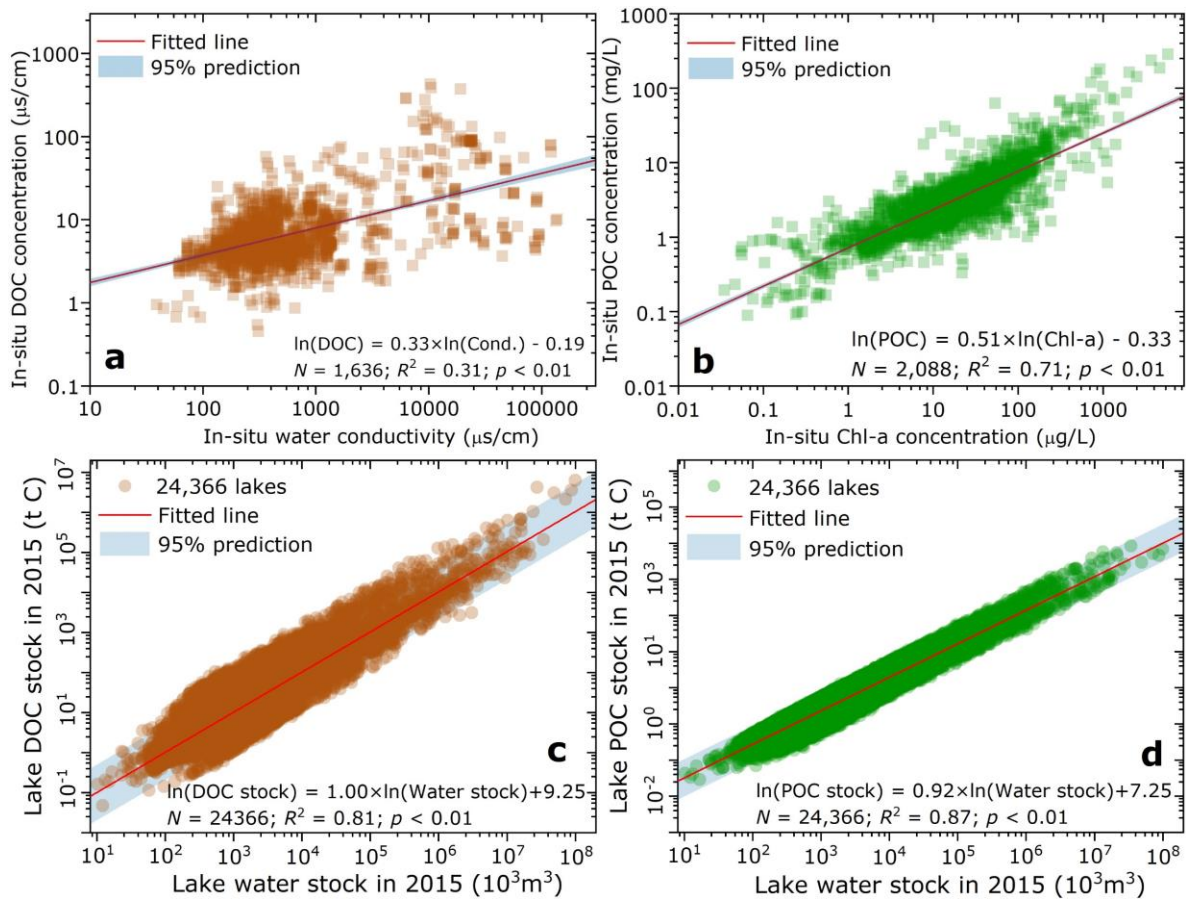 In-situ DOC concentration (μs/cm)
1000
100
10
1
0.1
Fitted line
95% prediction
a
ln(DOC) = 0.33×ln(Cond.) - 0.19
N = 1,636; R² = 0.31; p < 0.01
10 100 1000 10000 100000
In-situ water conductivity (μs/cm)
In-situ POC concentration (mg/L)
1000
100
10
1
0.1
0.01
Fitted line
95% prediction
b
ln(POC) = 0.51×ln(Chl-a) - 0.33
N = 2,088; R² = 0.71; p < 0.01
0.01 0.1 1 10 100 1000
In-situ Chl-a concentration (μg/L)
Lake DOC stock in 2015 (t C)
10⁷
10⁵
10³
10¹
10⁻¹
24,366 lakes
Fitted line
95% prediction
c
ln(DOC stock) = 1.00×ln(Water stock)+9.25
N = 24366; R² = 0.81; p < 0.01
10¹ 10² 10³ 10⁴ 10⁵ 10⁶ 10⁷ 10⁸
Lake water stock in 2015 (10³m³)
Lake POC stock in 2015 (t C)
10⁵
10³
10¹
10⁰
10⁻²
24,366 lakes
Fitted line
95% prediction
d
ln(POC stock) = 0.92×ln(Water stock)+7.25
N = 24,366; R² = 0.87; p < 0.01
10¹ 10² 10³ 10⁴ 10⁵ 10⁶ 10⁷ 10⁸
Lake water stock in 2015 (10³m³)